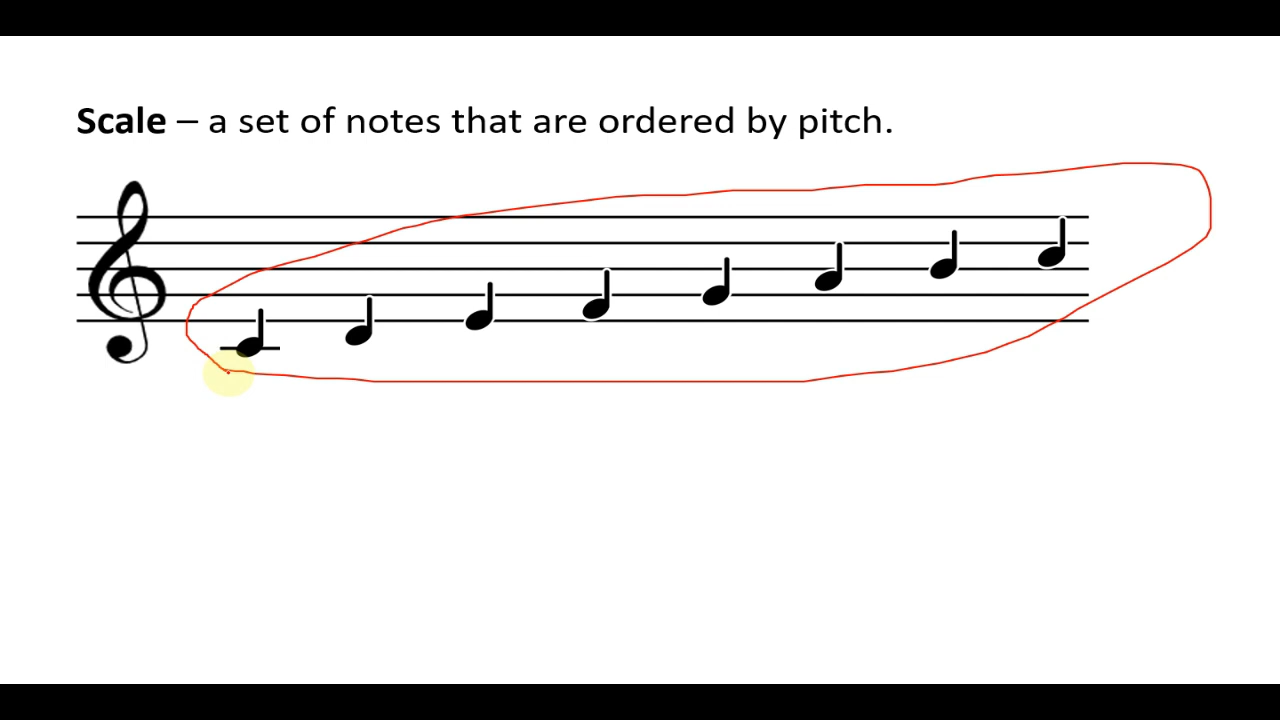 Scale – a set of notes that are ordered by pitch.